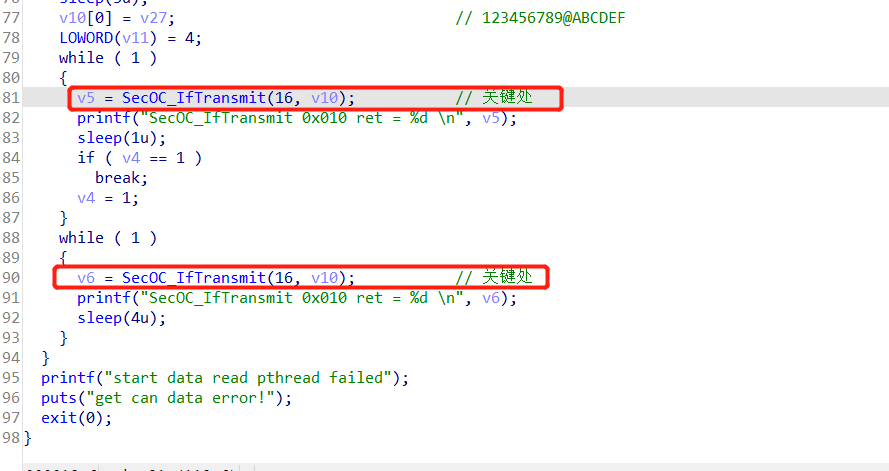 77 v10[0] = v27; // 123456789@ABCDEF
78 LOWORD(v11) = 4;
79 while ( 1 )
80 {
81 v5 = SecOC_IfTransmit(16, v10); // 关键处
82 printf("SecOC_IfTransmit 0x010 ret = %d \n", v5);
83 sleep(1u);
84 if ( v4 == 1 )
85 break;
86 v4 = 1;
87 }
88 while ( 1 )
89 {
90 v6 = SecOC_IfTransmit(16, v10); // 关键处
91 printf("SecOC_IfTransmit 0x010 ret = %d \n", v6);
92 sleep(4u);
93 }
94 }
95 printf("start data read pthread failed");
96 puts("get can data error!");
97 exit(0);
98 }